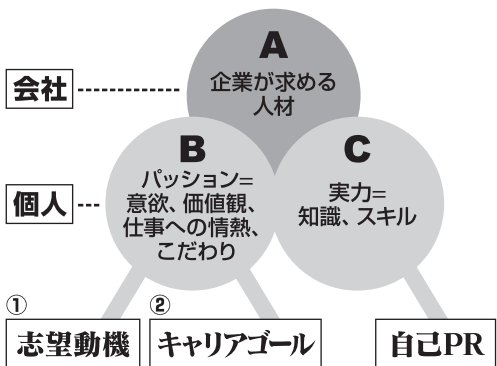 A
企業が求める
人材
会社
B
パッション=
意欲、価値観、
仕事への情熱、
こだわり
C
実力=
知識、スキル
個人
①
志望動機
②
キャリアゴール
自己PR